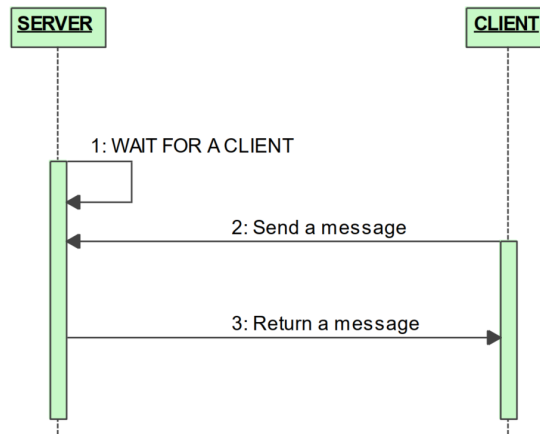 SERVER
CLIENT
1: WAIT FOR A CLIENT
2: Send a message
3: Return a message